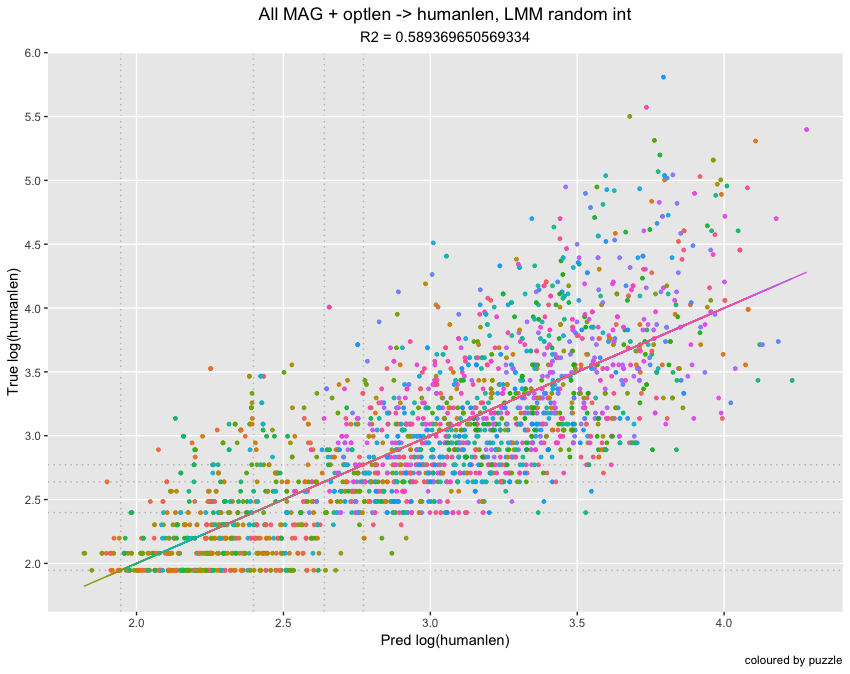 All MAG + optlen -> humanlen, LMM random int
R2 = 0.589369650569334
6.0
5.5
5.0
4.5
4.0
3.5
3.0
2.5
2.0
True log(humanlen)
2.0 2.5 3.0 3.5 4.0
Pred log(humanlen)
coloured by puzzle